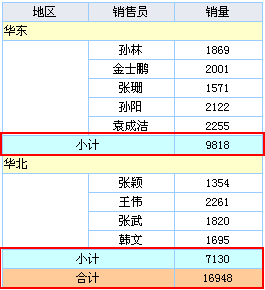 地区 销售员 销量
华东
孙林 1869
金士鹏 2001
张珊 1571
孙阳 2122
袁成洁 2255
小计 9818
华北
张颖 1354
王伟 2261
张武 1820
韩文 1695
小计 7130
合计 16948